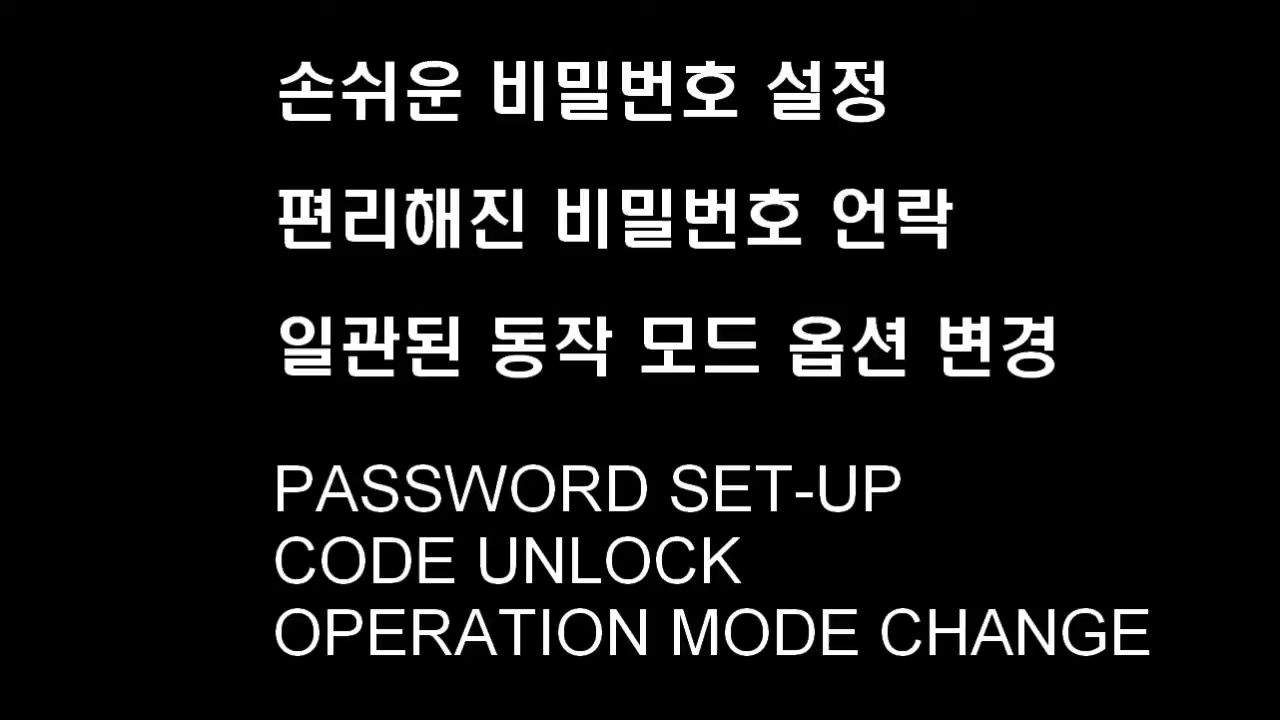 손쉬운 비밀번호 설정
편리해진 비밀번호 언락
일관된 동작 모드 옵션 변경
PASSWORD SET-UP
CODE UNLOCK
OPERATION MODE CHANGE